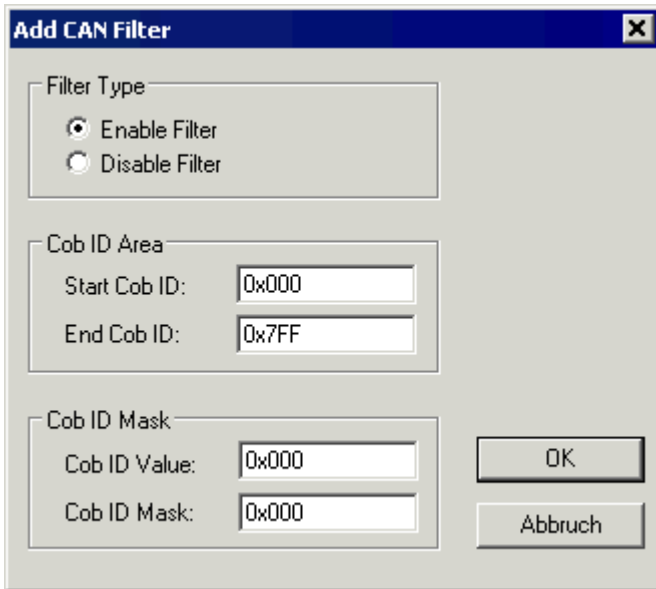 Add CAN Filter
Filter Type
Enable Filter
Disable Filter
Cob ID Area
Start Cob ID: 0x000
End Cob ID: 0x7FF
Cob ID Mask
Cob ID Value: 0x000
Cob ID Mask: 0x000
OK
Abbruch